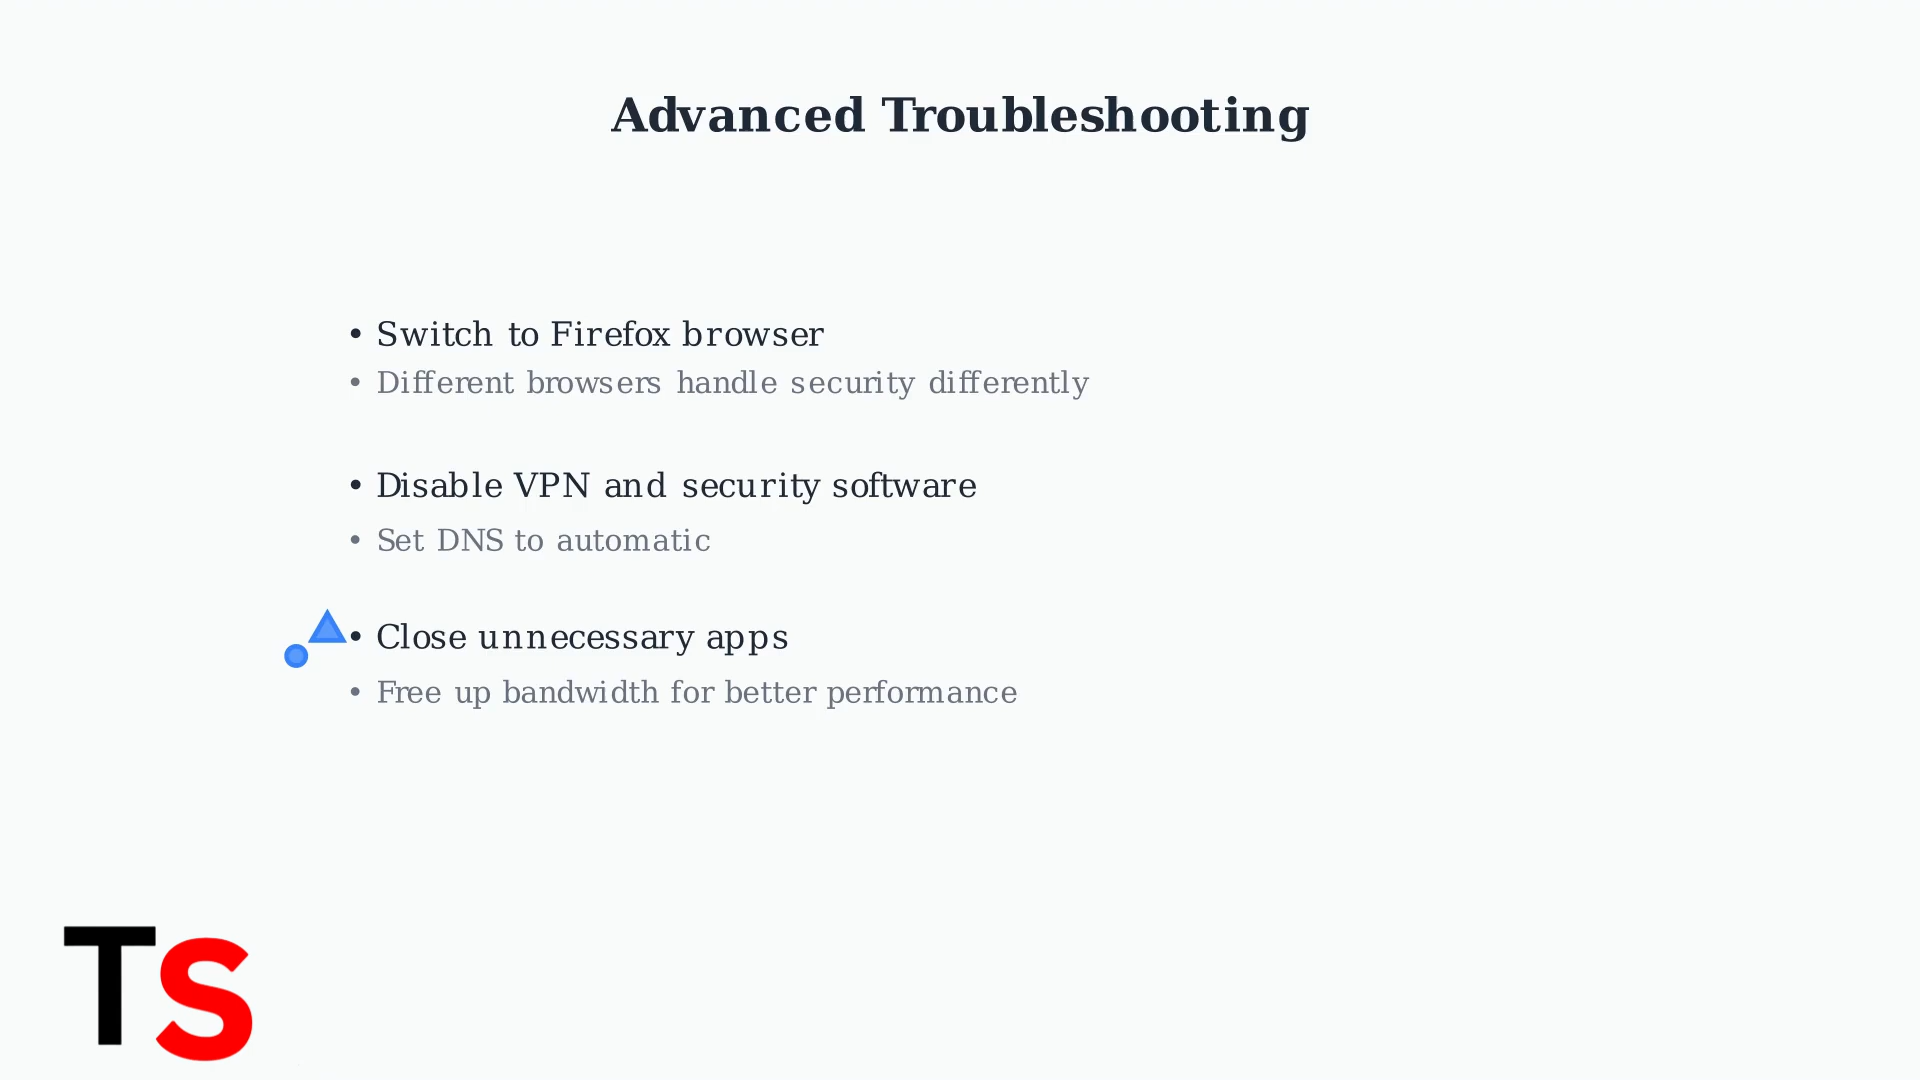 Advanced Troubleshooting
• Switch to Firefox browser
• Different browsers handle security differently
• Disable VPN and security software
• Set DNS to automatic
• Close unnecessary apps
• Free up bandwidth for better performance
TS